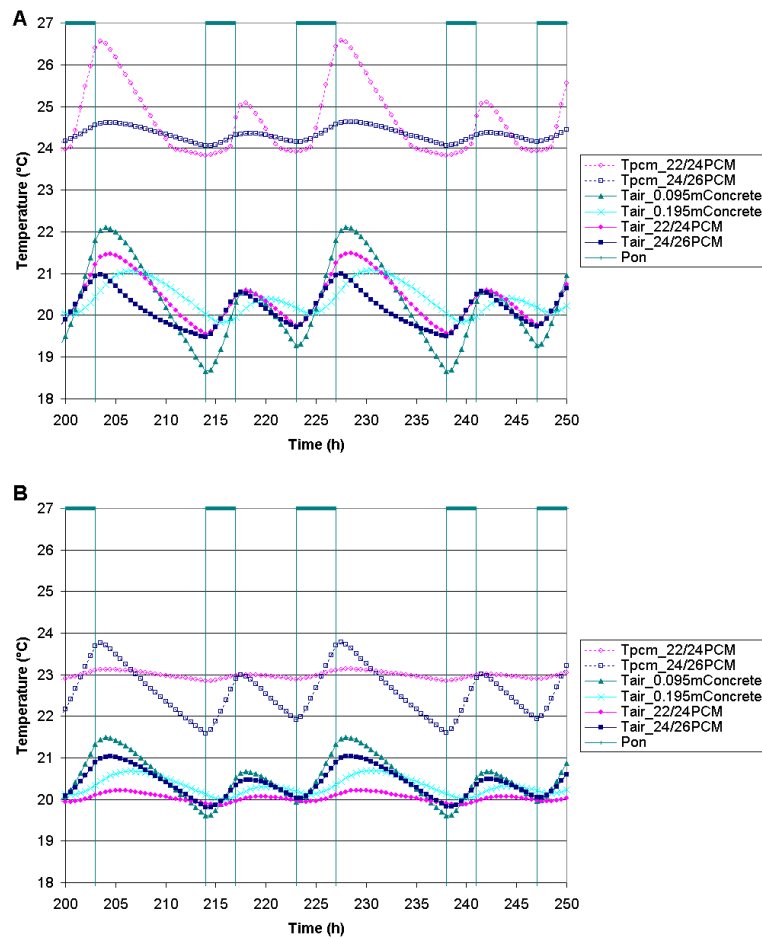 A
27
26
25
24
23
22
21
20
19
18
Temperature (°C)
200 205 210 215 220 225 230 235 240 245 250
Time (h)
Tpcm_22/24PCM
Tpcm_24/26PCM
Tair_0.095mConcrete
Tair_0.195mConcrete
Tair_22/24PCM
Tair_24/26PCM
Pon
B
27
26
25
24
23
22
21
20
19
18
Temperature (°C)
200 205 210 215 220 225 230 235 240 245 250
Time (h)
Tpcm_22/24PCM
Tpcm_24/26PCM
Tair_0.095mConcrete
Tair_0.195mConcrete
Tair_22/24PCM
Tair_24/26PCM
Pon